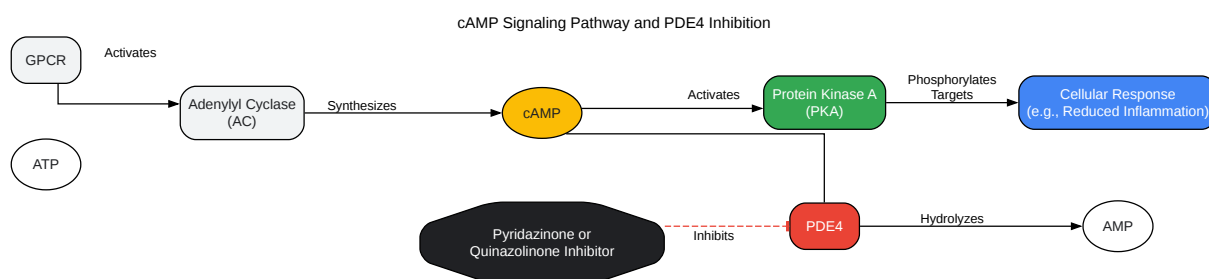 cAMP Signaling Pathway and PDE4 Inhibition
GPCR
Activates
Adenylyl Cyclase
(AC)
Synthesizes
cAMP
Activates
Protein Kinase A
(PKA)
Phosphorylates
Targets
Cellular Response
(e.g., Reduced Inflammation)
ATP
Pyridazinone or
Quinazolinone Inhibitor
Inhibits
PDE4
Hydrolyzes
AMP